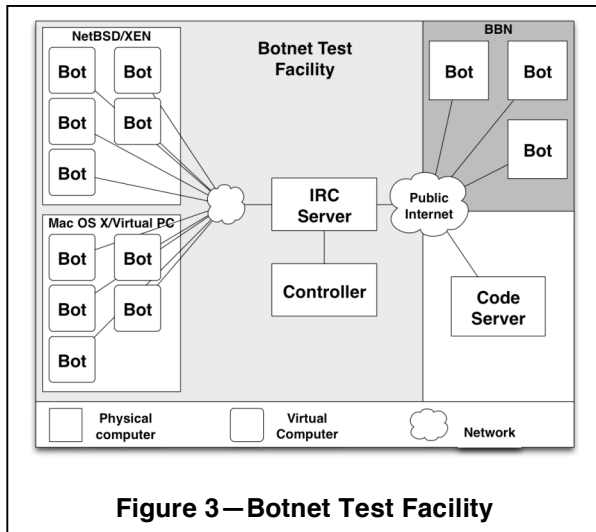 NetBSD/XEN
Bot
Bot
Bot
Bot
Bot
Mac OS X/Virtual PC
Bot
Bot
Bot
Bot
Bot
Botnet Test
Facility
IRC
Server
Controller
BBN
Bot
Bot
Bot
Public
Internet
Code
Server
Physical
computer
Virtual
Computer
Network
Figure 3—Botnet Test Facility